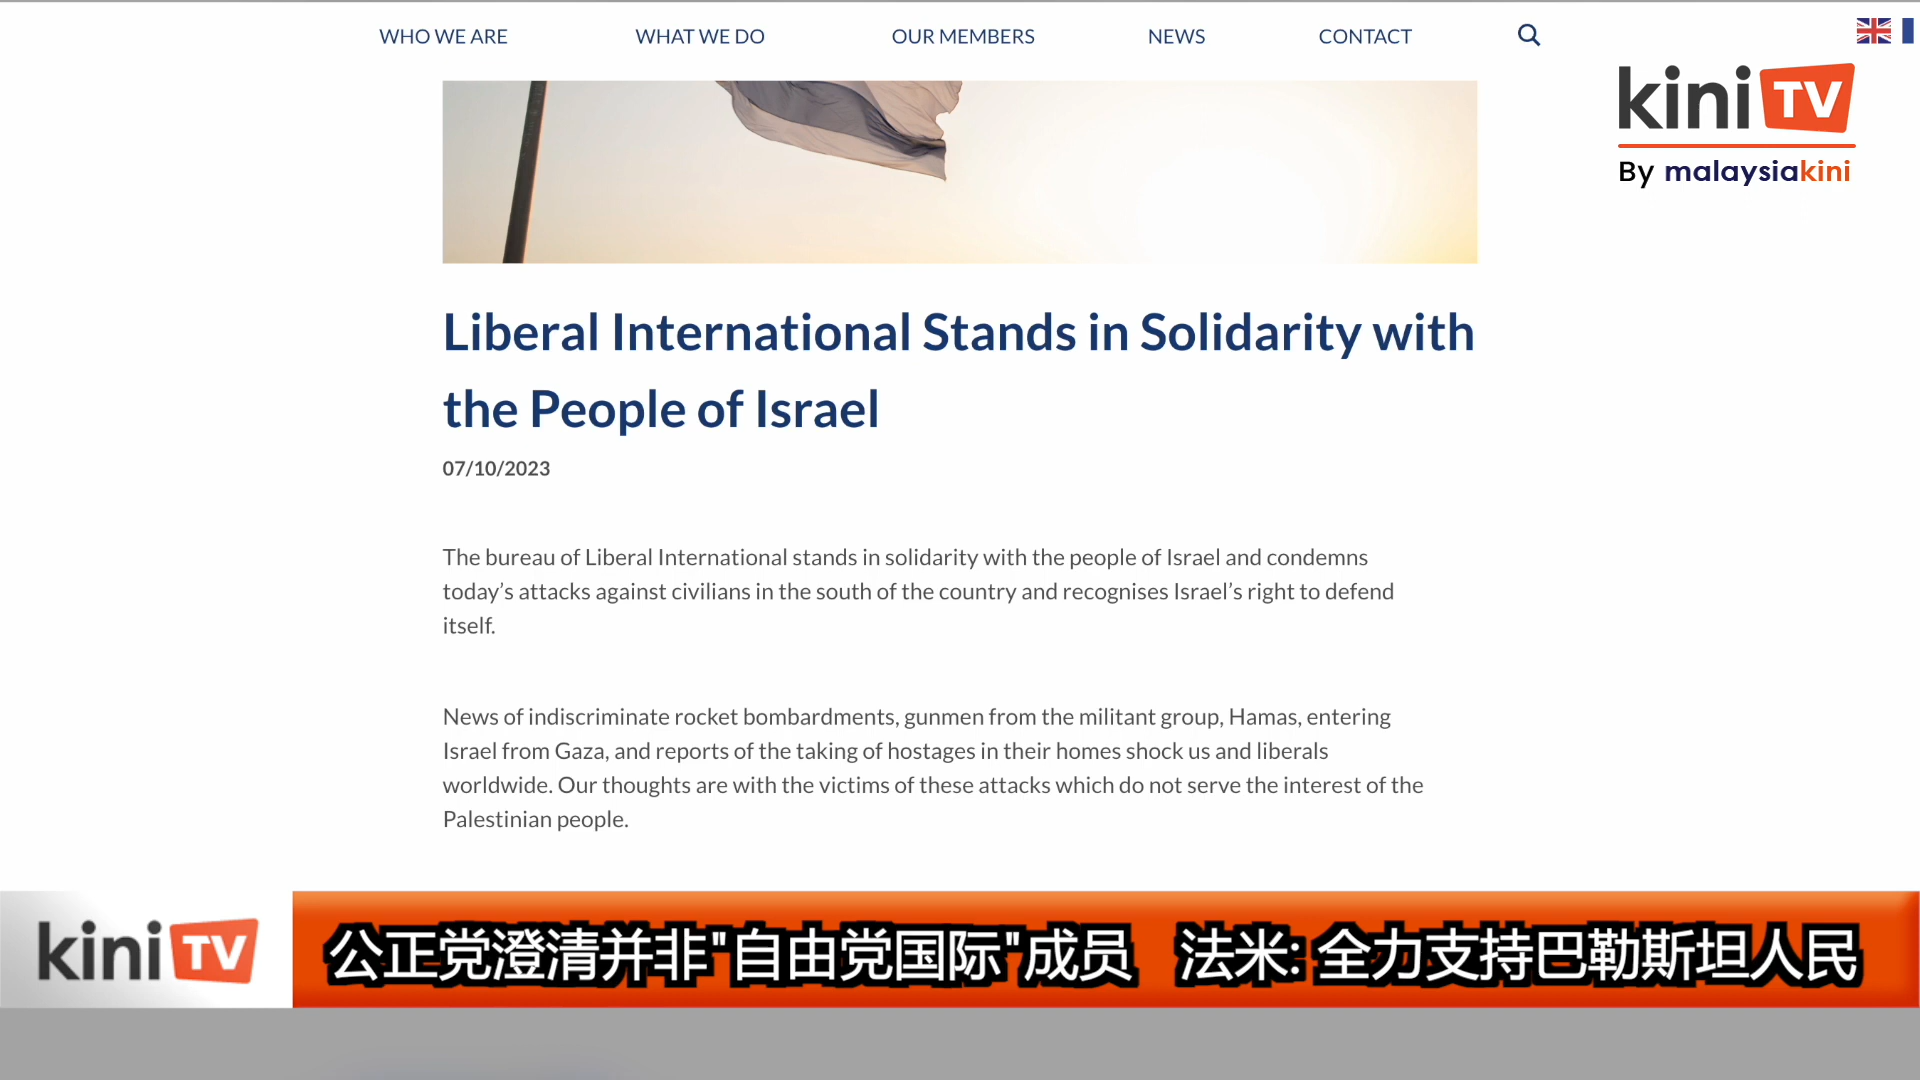 WHO WE ARE WHAT WE DO OUR MEMBERS NEWS CONTACT
kini TV
By malaysiakini
Liberal International Stands in Solidarity with
the People of Israel
07/10/2023
The bureau of Liberal International stands in solidarity with the people of Israel and condemns
today’s attacks against civilians in the south of the country and recognises Israel’s right to defend
itself.
News of indiscriminate rocket bombardments, gunmen from the militant group, Hamas, entering
Israel from Gaza, and reports of the taking of hostages in their homes shock us and liberals
worldwide. Our thoughts are with the victims of these attacks which do not serve the interest of the
Palestinian people.
kini TV
公正党澄清并非"自由党国际"成员 法米: 全力支持巴勒斯坦人民